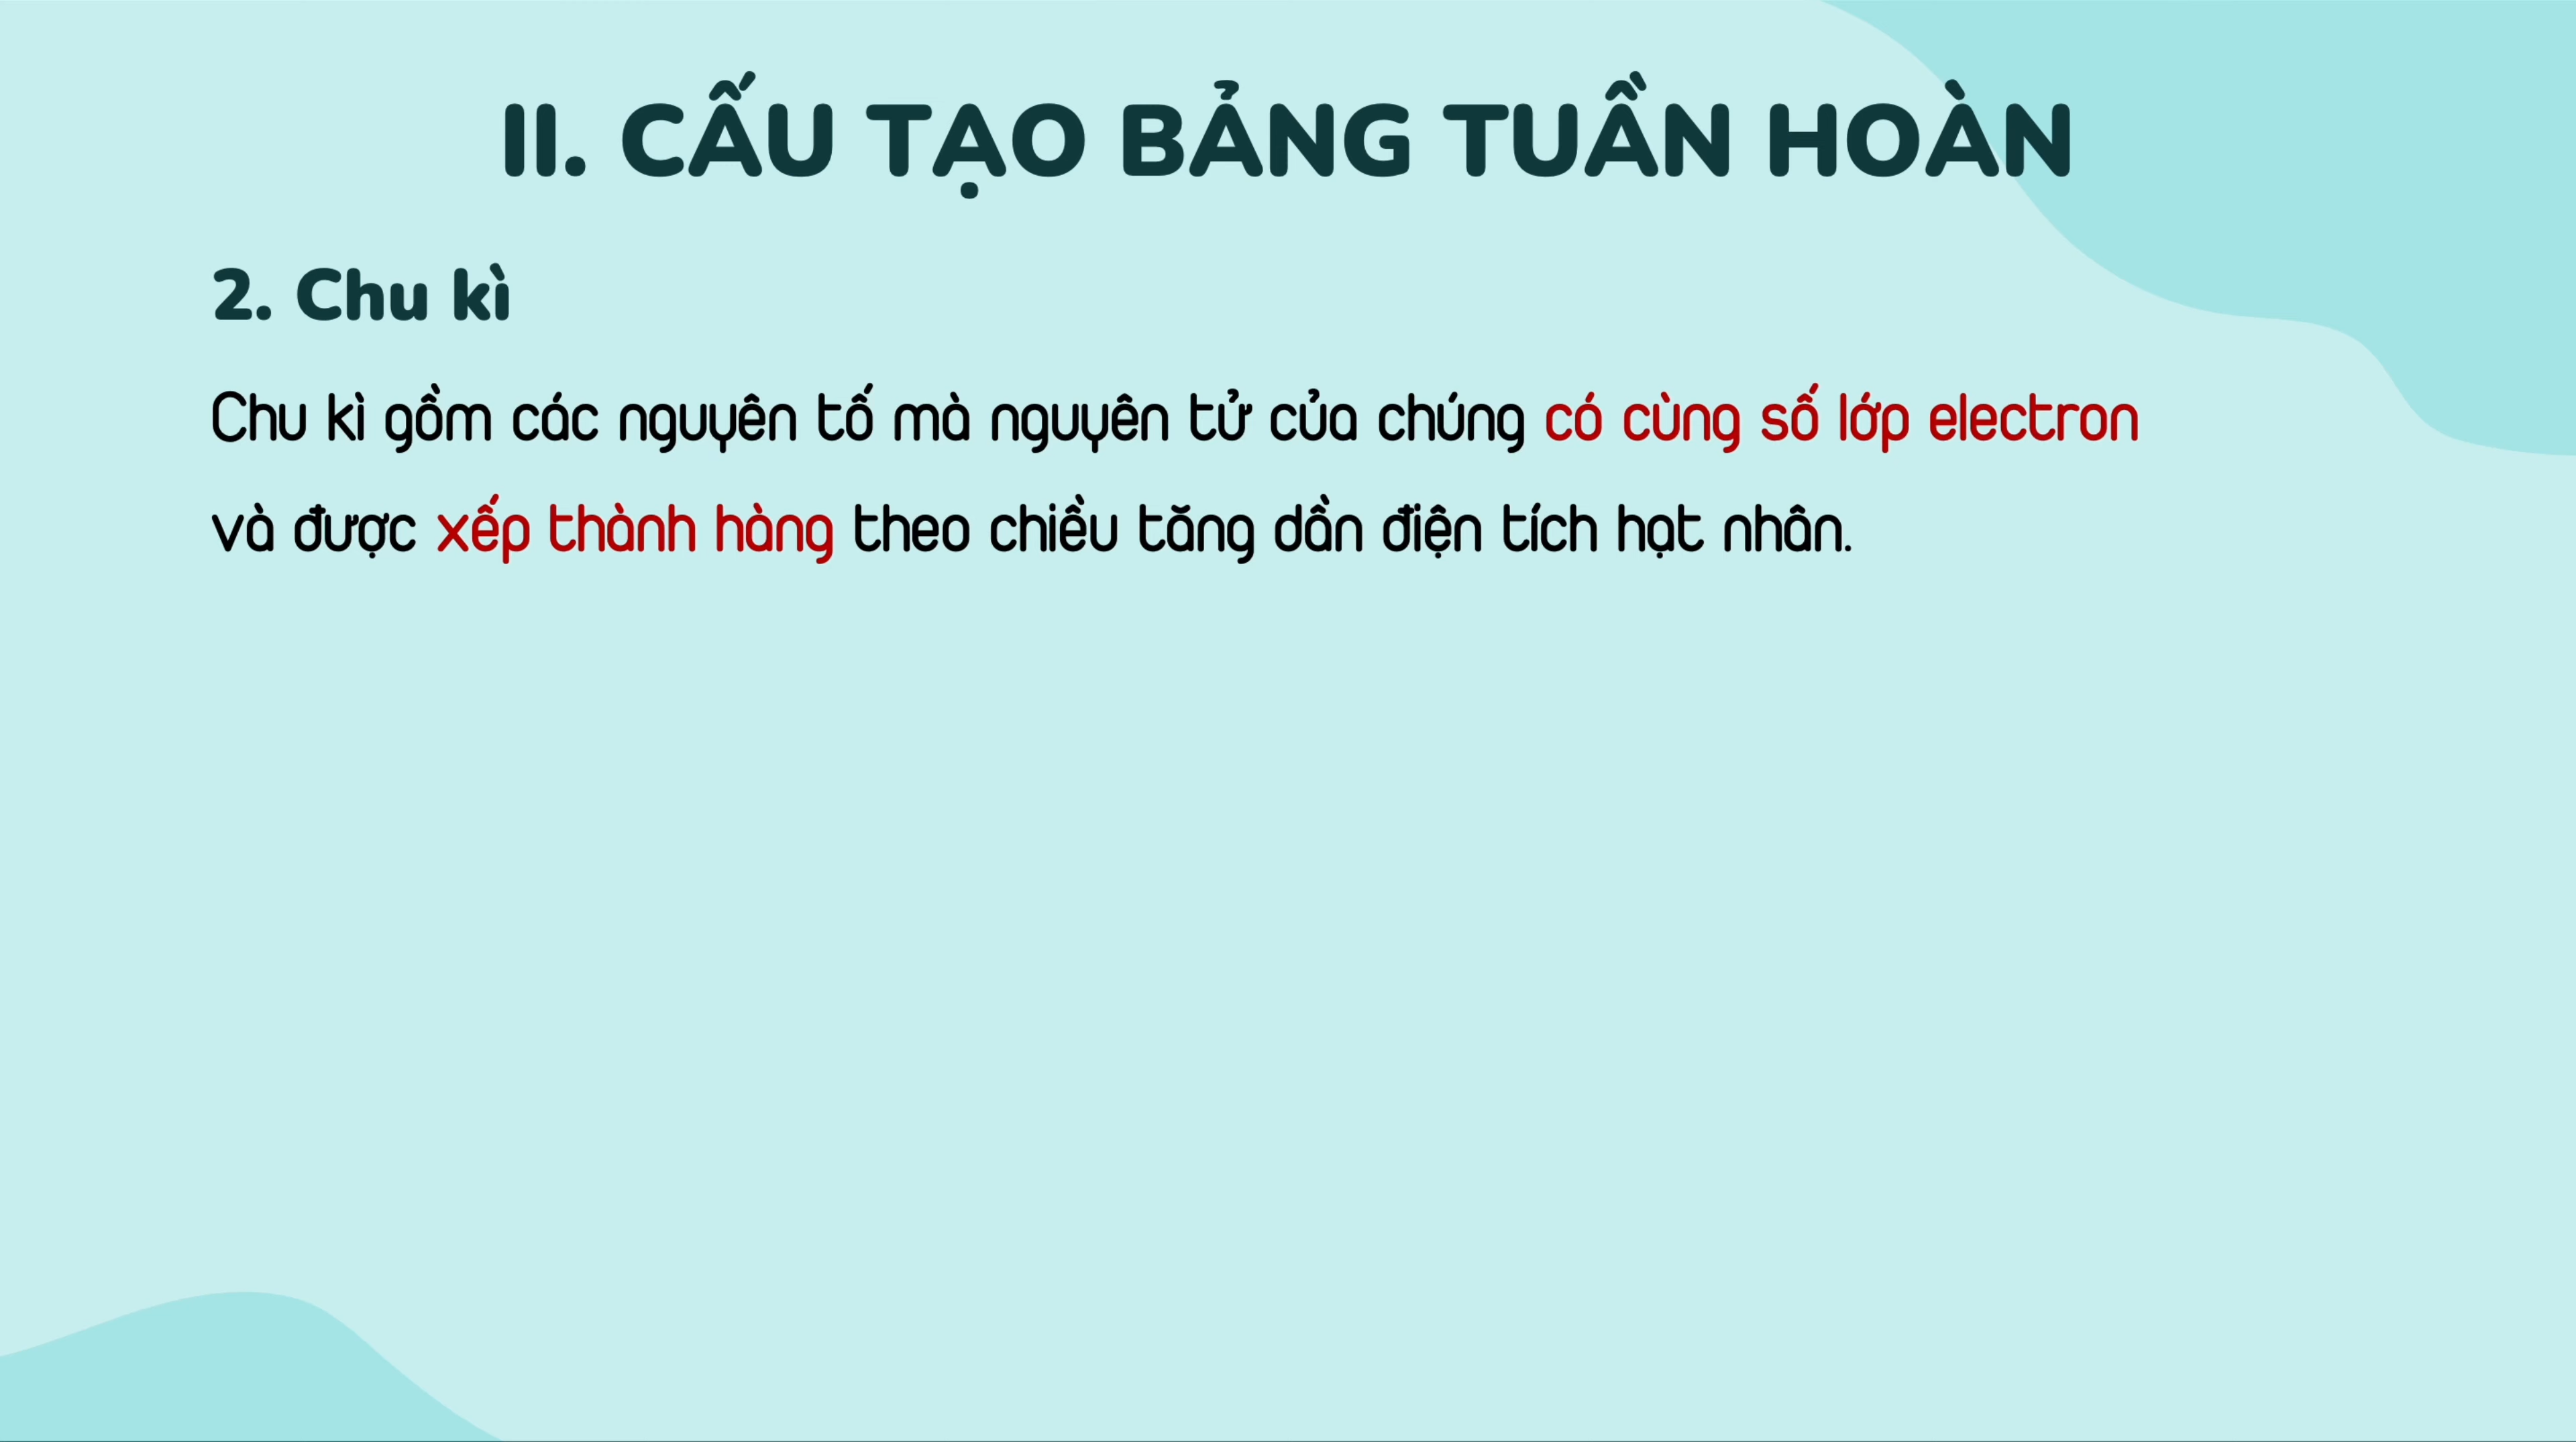 II. CẤU TẠO BẢNG TUẦN HOÀN
2. Chu kì
Chu kì gồm các nguyên tố mà nguyên tử của chúng có cùng số lớp electron
và được xếp thành hàng theo chiều tăng dần điện tích hạt nhân.